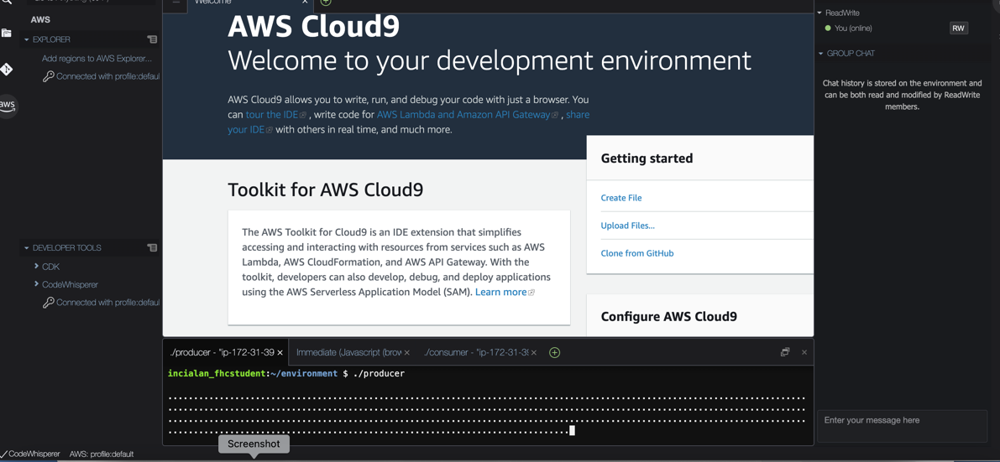 Welcome ×
AWS
EXPLORER
Add regions to AWS Explorer...
Connected with profile:defaul
aws
DEVELOPER TOOLS
CDK
CodeWhisperer
Connected with profile:defaul
AWS Cloud9
Welcome to your development environment
AWS Cloud9 allows you to write, run, and debug your code with just a browser. You
can tour the IDE , write code for AWS Lambda and Amazon API Gateway , share
your IDE with others in real time, and much more.
Toolkit for AWS Cloud9
The AWS Toolkit for Cloud9 is an IDE extension that simplifies
accessing and interacting with resources from services such as AWS
Lambda, AWS CloudFormation, and AWS API Gateway. With the
toolkit, developers can also develop, debug, and deploy applications
using the AWS Serverless Application Model (SAM). Learn more
Getting started
Create File
Upload Files...
Clone from GitHub
Configure AWS Cloud9
ReadWrite
You (online) RW
GROUP CHAT
Chat history is stored on the environment and
can be both read and modified by ReadWrite
members.
Enter your message here
./producer - "ip-172-31-39 × Immediate (Javascript (brow × ./consumer - "ip-172-31-39 ×
incialan_fhcstudent:~/environment $ ./producer
Screenshot
CodeWhisperer AWS: profile:default